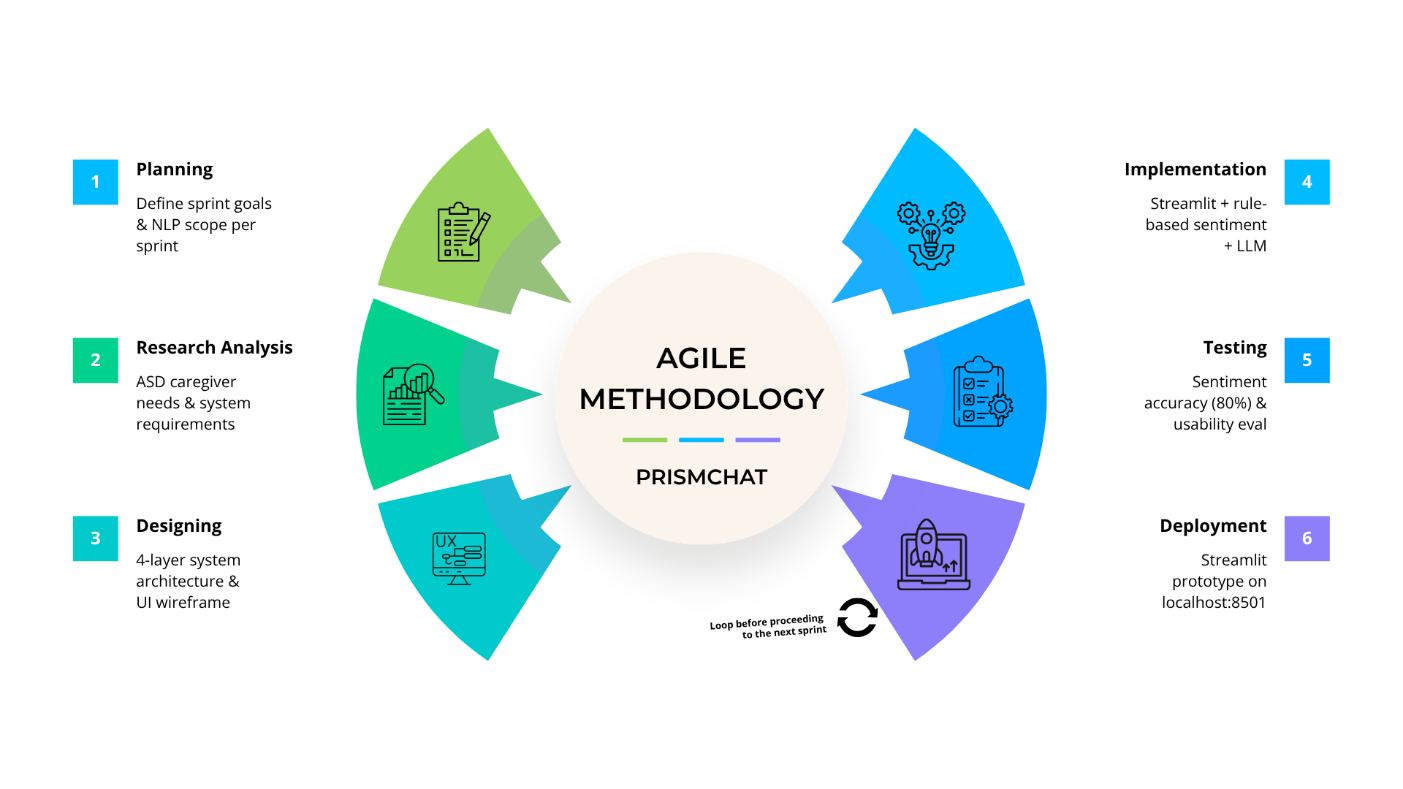 1
Planning
Define sprint goals
& NLP scope per
sprint
2
Research Analysis
ASD caregiver
needs & system
requirements
3
Designing
4-layer system
architecture &
UI wireframe
UX
AGILE
METHODOLOGY
PRISMCHAT
Loop before proceeding
to the next sprint
Implementation
4
Streamlit + rule-
based sentiment
+ LLM
Testing
5
Sentiment
accuracy (80%) &
usability eval
Deployment
6
Streamlit
prototype on
localhost:8501